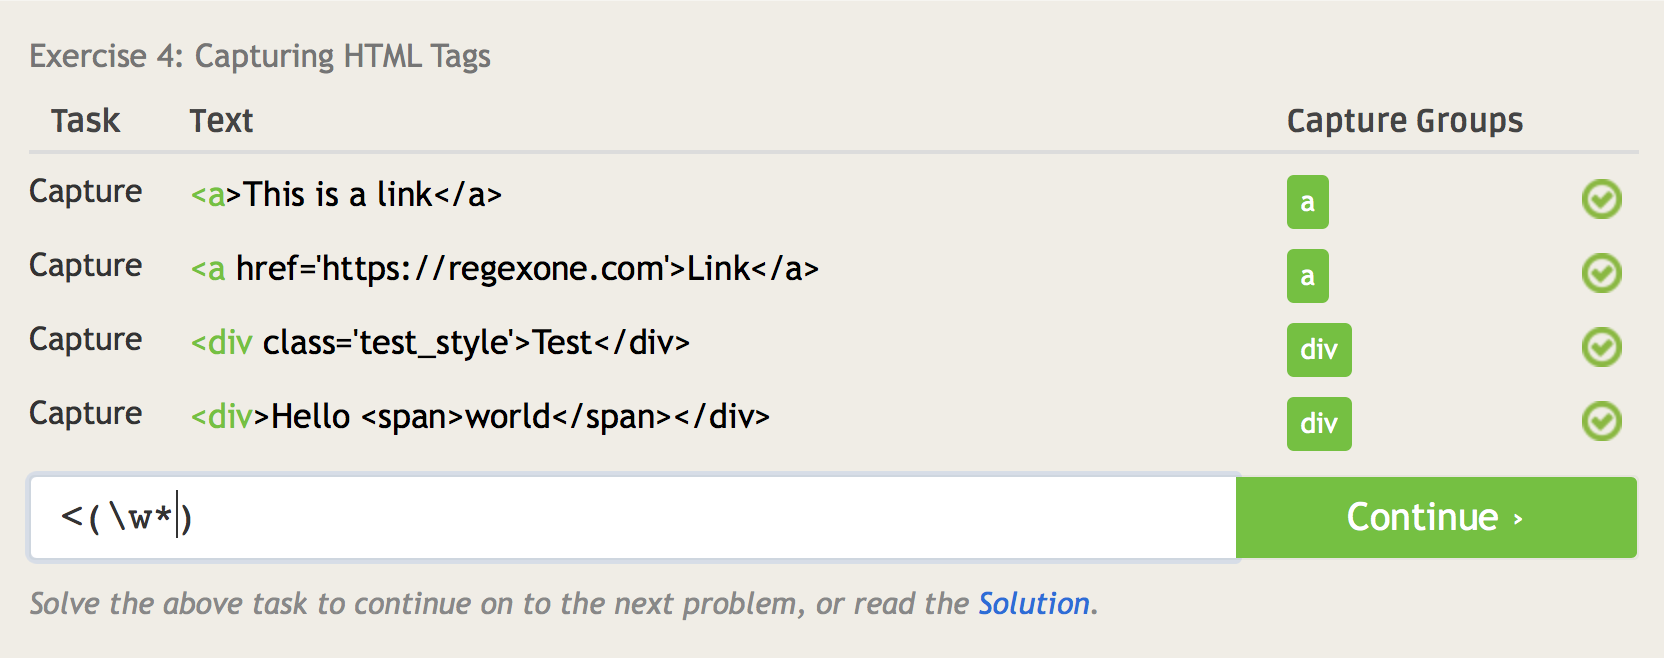 Exercise 4: Capturing HTML Tags
Task Text Capture Groups
Capture <a>This is a link</a> a
Capture <a href='https://regexone.com'>Link</a> a
Capture <div class='test_style'>Test</div> div
Capture <div>Hello <span>world</span></div> div
<(\w*) Continue ›
Solve the above task to continue on to the next problem, or read the Solution.